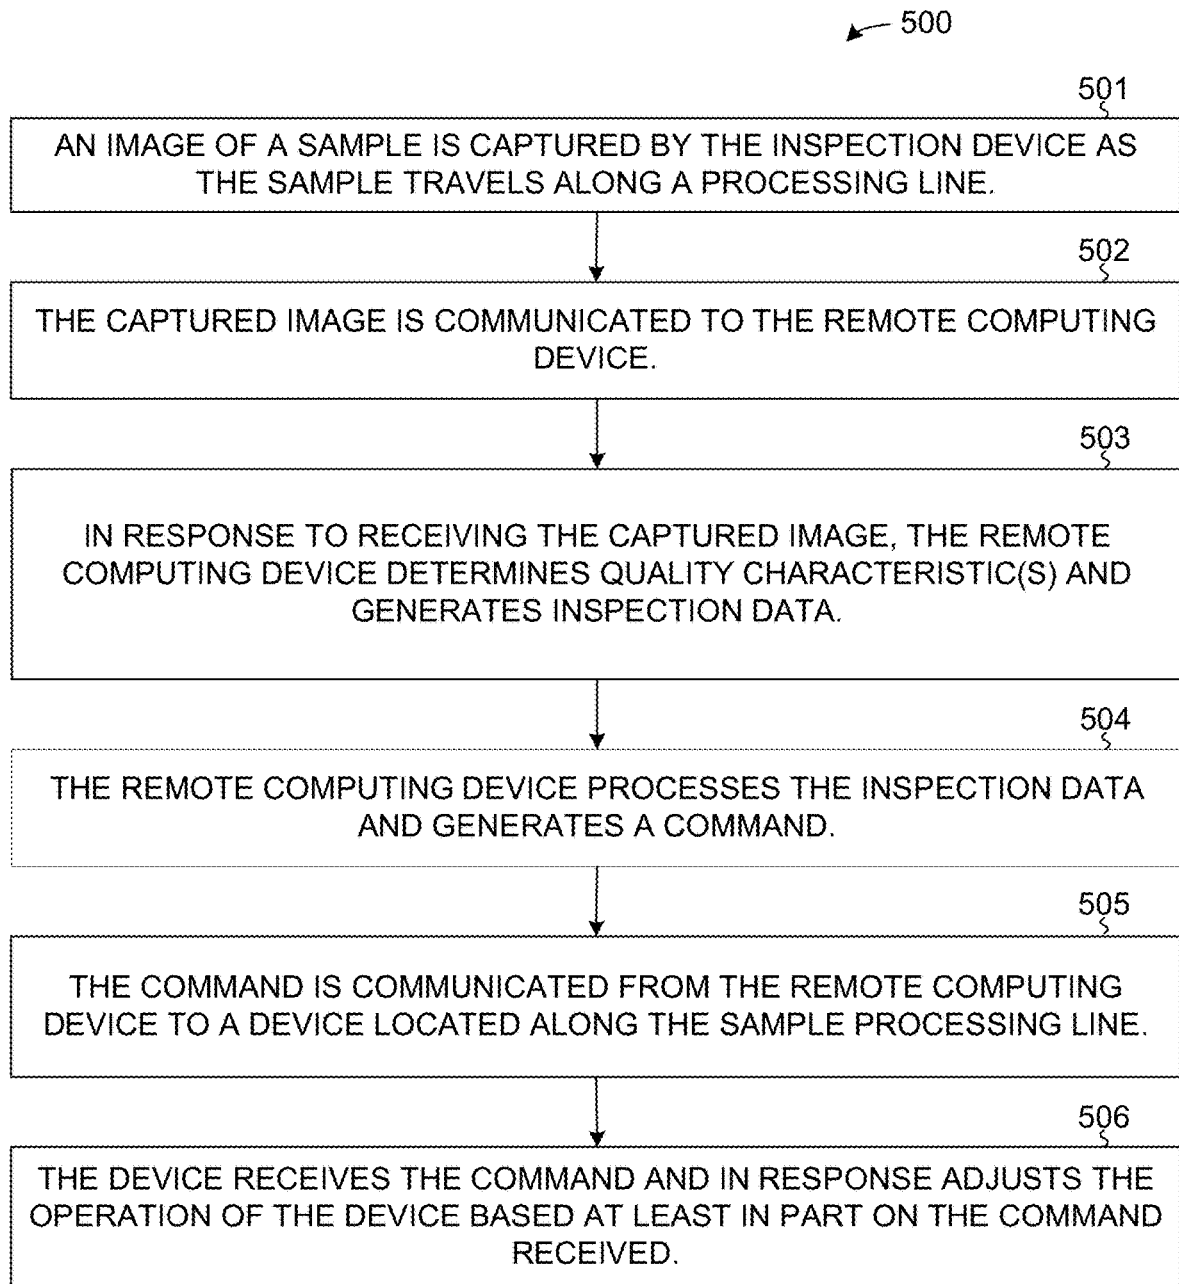 500
501
AN IMAGE OF A SAMPLE IS CAPTURED BY THE INSPECTION DEVICE AS
THE SAMPLE TRAVELS ALONG A PROCESSING LINE.
502
THE CAPTURED IMAGE IS COMMUNICATED TO THE REMOTE COMPUTING
DEVICE.
503
IN RESPONSE TO RECEIVING THE CAPTURED IMAGE, THE REMOTE
COMPUTING DEVICE DETERMINES QUALITY CHARACTERISTIC(S) AND
GENERATES INSPECTION DATA.
504
THE REMOTE COMPUTING DEVICE PROCESSES THE INSPECTION DATA
AND GENERATES A COMMAND.
505
THE COMMAND IS COMMUNICATED FROM THE REMOTE COMPUTING
DEVICE TO A DEVICE LOCATED ALONG THE SAMPLE PROCESSING LINE.
506
THE DEVICE RECEIVES THE COMMAND AND IN RESPONSE ADJUSTS THE
OPERATION OF THE DEVICE BASED AT LEAST IN PART ON THE COMMAND
RECEIVED.